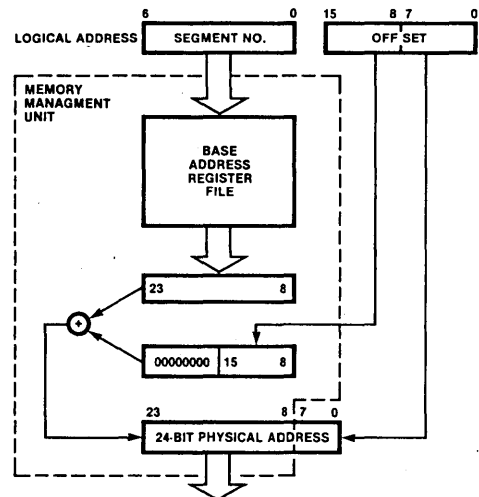 6 0 15 8 7 0
LOGICAL ADDRESS SEGMENT NO. OFF SET
MEMORY
MANAGMENT
UNIT
BASE
ADDRESS
REGISTER
FILE
23 8
+
00000000 15 8
23 8 7 0
24-BIT PHYSICAL ADDRESS